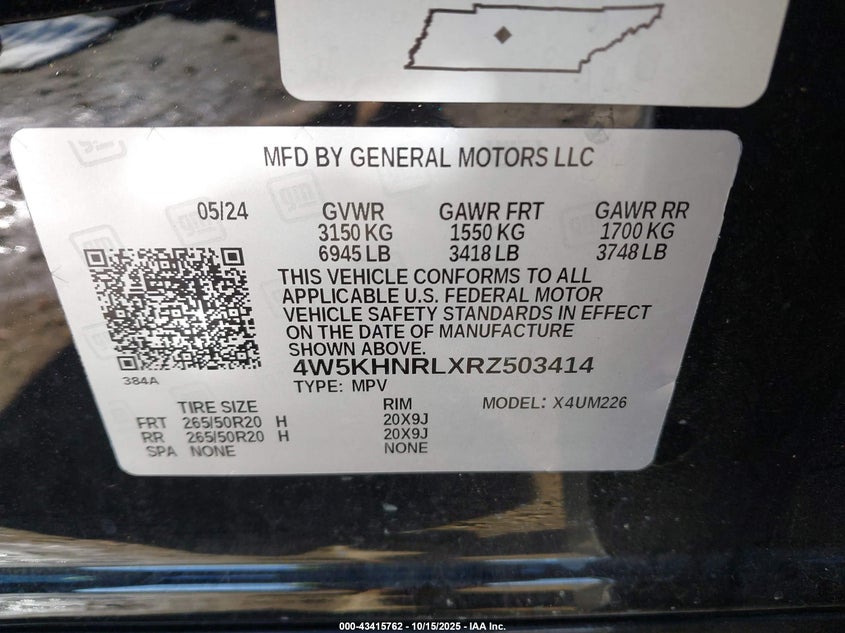 MFD BY GENERAL MOTORS LLC
05/24 GVWR GAWR FRT GAWR RR
3150 KG 1550 KG 1700 KG
6945 LB 3418 LB 3748 LB
THIS VEHICLE CONFORMS TO ALL
APPLICABLE U.S. FEDERAL MOTOR
VEHICLE SAFETY STANDARDS IN EFFECT
ON THE DATE OF MANUFACTURE
SHOWN ABOVE.
4W5KHNRLXRZ503414
384A
TYPE: MPV
TIRE SIZE RIM MODEL: X4UM226
FRT 265/50R20 H 20X9J
RR 265/50R20 H 20X9J
SPA NONE NONE
000-43415762 - 10/15/2025 - IAA Inc.